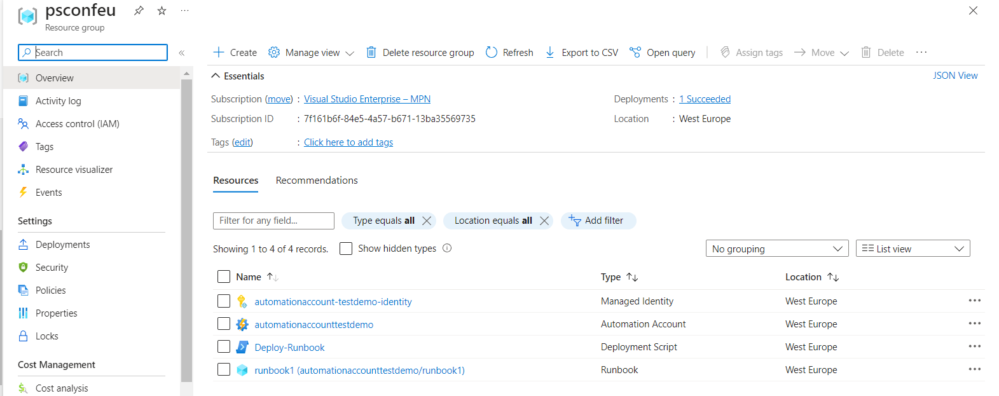 psconfeu
Resource group
Search
Overview
Activity log
Access control (IAM)
Tags
Resource visualizer
Events
Settings
Deployments
Security
Policies
Properties
Locks
Cost Management
Cost analysis
Create Manage view Delete resource group Refresh Export to CSV Open query Assign tags Move Delete
Essentials JSON View
Subscription (move) : Visual Studio Enterprise – MPN Deployments : 1 Succeeded
Subscription ID : 7f161b6f-84e5-4a57-b671-13ba35569735 Location : West Europe
Tags (edit) : Click here to add tags
Resources Recommendations
Filter for any field... Type equals all Location equals all Add filter
Showing 1 to 4 of 4 records. Show hidden types No grouping List view
Name Type Location
automationaccount-testdemo-identity Managed Identity West Europe
automationaccounttestdemo Automation Account West Europe
Deploy-Runbook Deployment Script West Europe
runbook1 (automationaccounttestdemo/runbook1) Runbook West Europe